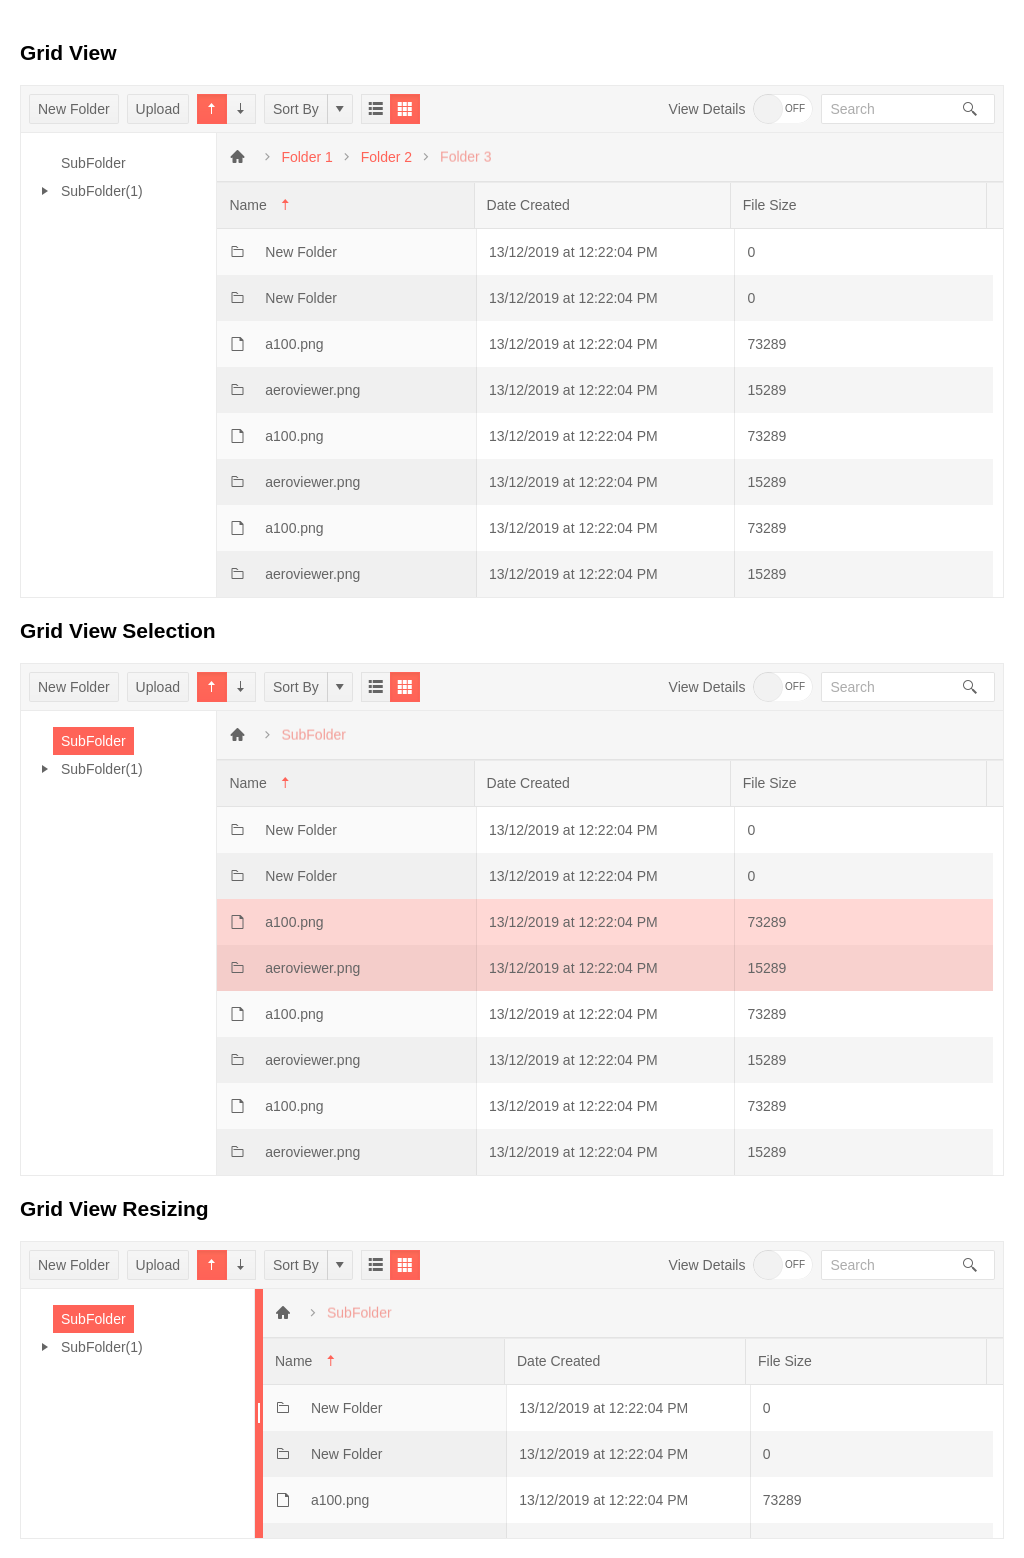 Grid View
New Folder Upload Sort By View Details OFF Search
SubFolder
SubFolder(1)
Folder 1 Folder 2 Folder 3
Name Date Created File Size
New Folder 13/12/2019 at 12:22:04 PM 0
New Folder 13/12/2019 at 12:22:04 PM 0
a100.png 13/12/2019 at 12:22:04 PM 73289
aeroviewer.png 13/12/2019 at 12:22:04 PM 15289
a100.png 13/12/2019 at 12:22:04 PM 73289
aeroviewer.png 13/12/2019 at 12:22:04 PM 15289
a100.png 13/12/2019 at 12:22:04 PM 73289
aeroviewer.png 13/12/2019 at 12:22:04 PM 15289
Grid View Selection
New Folder Upload Sort By View Details OFF Search
SubFolder
SubFolder(1)
SubFolder
Name Date Created File Size
New Folder 13/12/2019 at 12:22:04 PM 0
New Folder 13/12/2019 at 12:22:04 PM 0
a100.png 13/12/2019 at 12:22:04 PM 73289
aeroviewer.png 13/12/2019 at 12:22:04 PM 15289
a100.png 13/12/2019 at 12:22:04 PM 73289
aeroviewer.png 13/12/2019 at 12:22:04 PM 15289
a100.png 13/12/2019 at 12:22:04 PM 73289
aeroviewer.png 13/12/2019 at 12:22:04 PM 15289
Grid View Resizing
New Folder Upload Sort By View Details OFF Search
SubFolder
SubFolder(1)
SubFolder
Name Date Created File Size
New Folder 13/12/2019 at 12:22:04 PM 0
New Folder 13/12/2019 at 12:22:04 PM 0
a100.png 13/12/2019 at 12:22:04 PM 73289